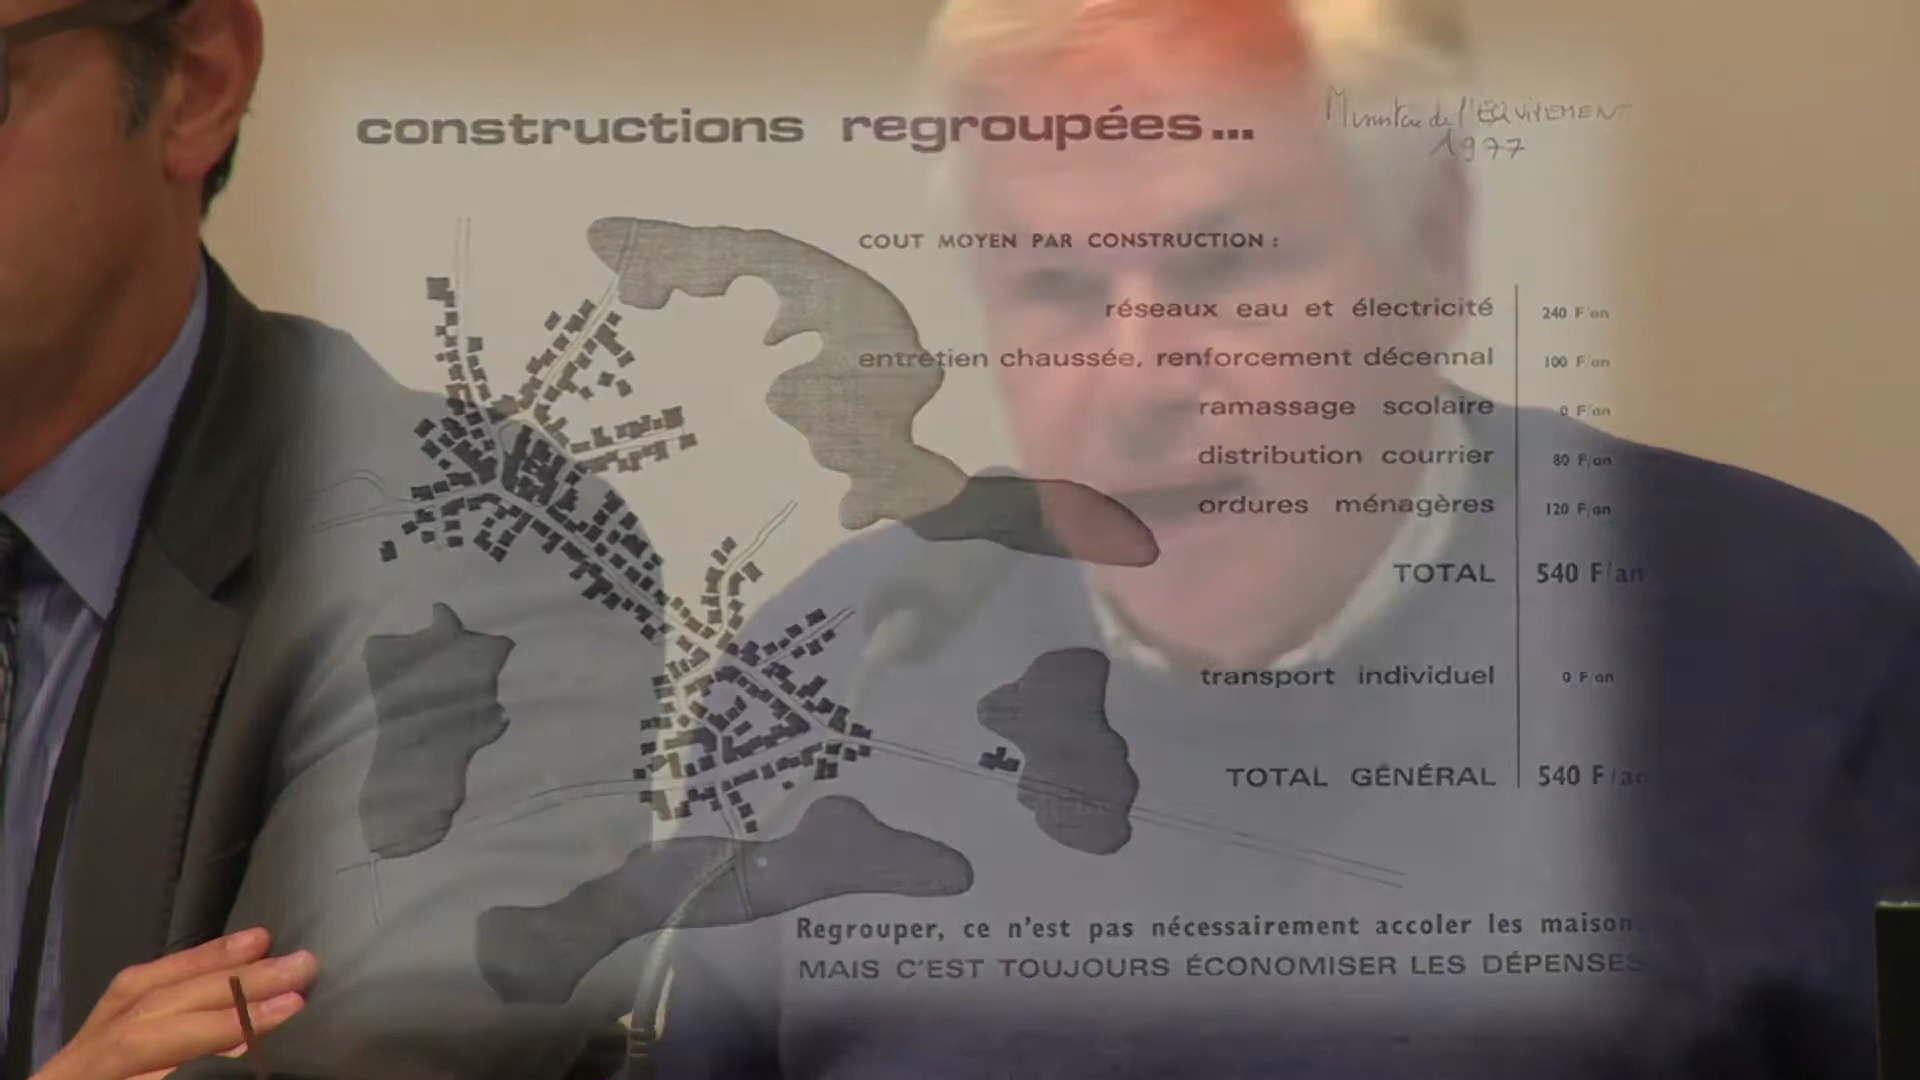 constructions regroupées...
Ministère de l'EQUIPEMENT
1977
COUT MOYEN PAR CONSTRUCTION :
réseaux eau et électricité 240 F/an
entretien chaussée, renforcement décennal 100 F/an
ramassage scolaire 0 F/an
distribution courrier 80 F/an
ordures ménagères 120 F/an
TOTAL 540 F/an
transport individuel 0 F/an
TOTAL GÉNÉRAL 540 F/an
Regrouper, ce n'est pas nécessairement accoler les maison
MAIS C'EST TOUJOURS ÉCONOMISER LES DÉPENSES